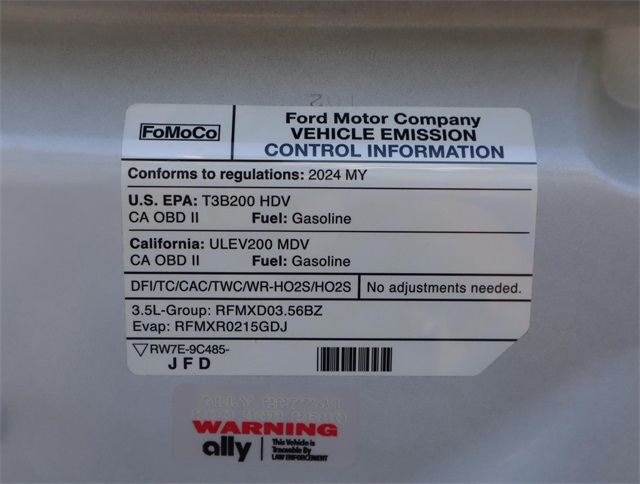 FoMoCo
Ford Motor Company
VEHICLE EMISSION
CONTROL INFORMATION
Conforms to regulations: 2024 MY
U.S. EPA: T3B200 HDV
CA OBD II Fuel: Gasoline
California: ULEV200 MDV
CA OBD II Fuel: Gasoline
DFI/TC/CAC/TWC/WR-HO2S/HO2S No adjustments needed.
3.5L-Group: RFMXD03.56BZ
Evap: RFMXR0215GDJ
RW7E-9C485-
JFD
WARNING
ally
This Vehicle is
Traceable By
LAW ENFORCEMENT